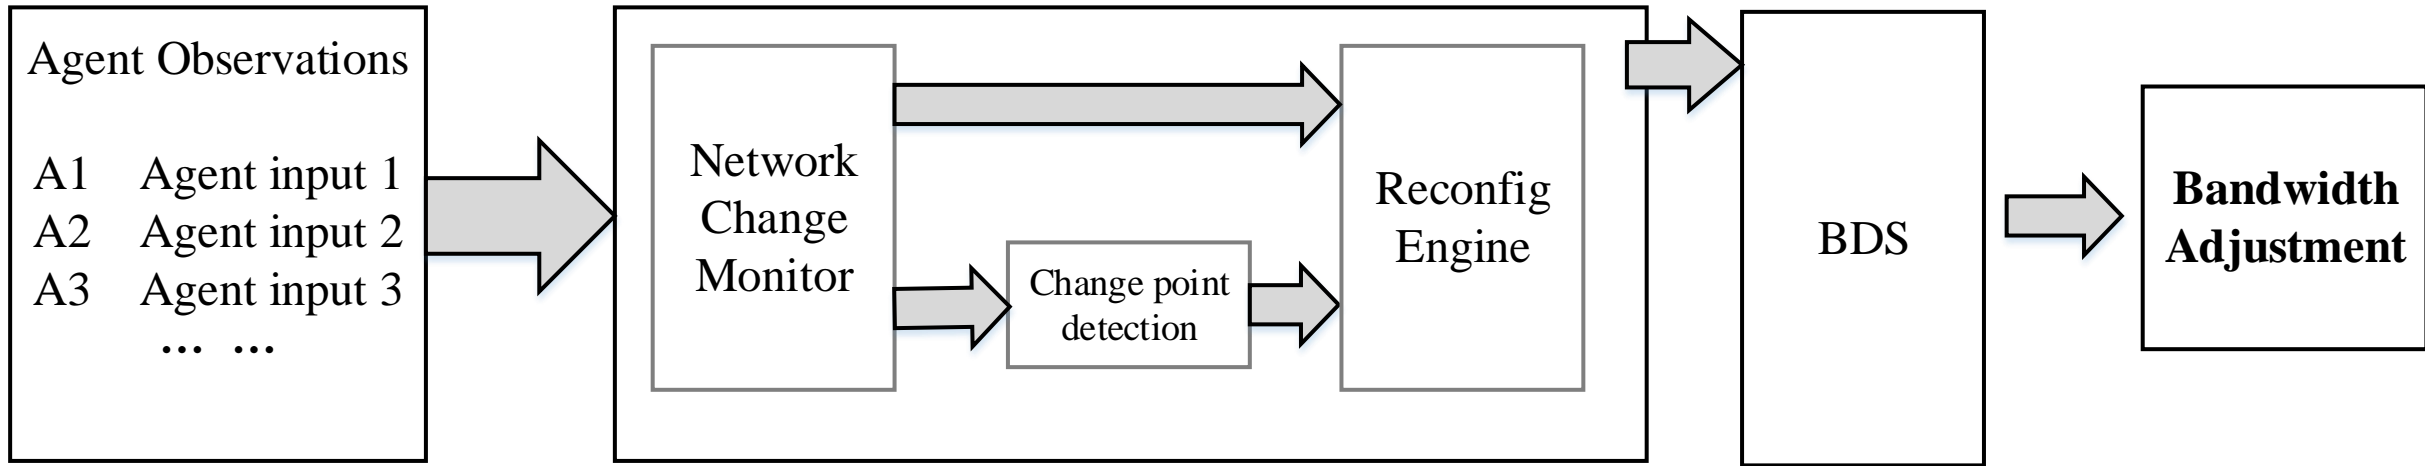 Agent Observations
A1 Agent input 1
A2 Agent input 2
A3 Agent input 3
... ...
Network
Change
Monitor
Change point
detection
Reconfig
Engine
BDS
Bandwidth
Adjustment